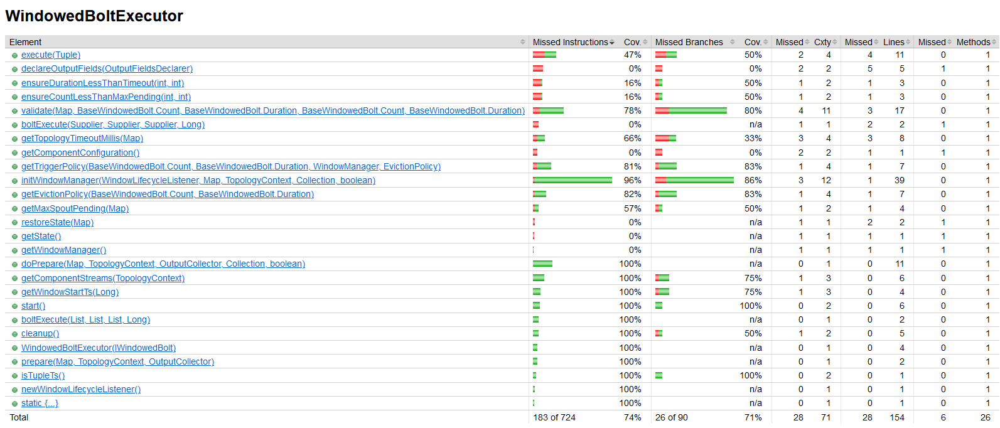 WindowedBoltExecutor
Element Missed Instructions Cov. Missed Branches Cov. Missed Cxty Missed Lines Missed Methods
execute(Tuple) 47% 50% 2 4 4 11 0 1
declareOutputFields(OutputFieldsDeclarer) 0% 0% 2 2 5 5 1 1
ensureDurationLessThanTimeout(int, int) 16% 50% 1 2 1 3 0 1
ensureCountLessThanMaxPending(int, int) 16% 50% 1 2 1 3 0 1
validate(Map, BaseWindowedBolt.Count, BaseWindowedBolt.Duration, BaseWindowedBolt.Count, BaseWindowedBolt.Duration) 78% 80% 4 11 3 17 0 1
boltExecute(Supplier, Supplier, Supplier, Long) 0% n/a 1 1 2 2 1 1
getTopologyTimeoutMillis(Map) 66% 33% 3 4 3 8 0 1
getComponentConfiguration() 0% 0% 2 2 1 1 1 1
getTriggerPolicy(BaseWindowedBolt.Count, BaseWindowedBolt.Duration, WindowManager, EvictionPolicy) 81% 83% 1 4 1 7 0 1
initWindowManager(WindowLifecycleListener, Map, TopologyContext, Collection, boolean) 96% 86% 3 12 1 39 0 1
getEvictionPolicy(BaseWindowedBolt.Count, BaseWindowedBolt.Duration) 82% 83% 1 4 1 7 0 1
getMaxSpoutPending(Map) 57% 50% 1 2 1 4 0 1
restoreState(Map) 0% n/a 1 1 2 2 1 1
getState() 0% n/a 1 1 1 1 1 1
getWindowManager() 0% n/a 1 1 1 1 1 1
doPrepare(Map, TopologyContext, OutputCollector, Collection, boolean) 100% n/a 0 1 0 11 0 1
getComponentStreams(TopologyContext) 100% 75% 1 3 0 6 0 1
getWindowStartTs(Long) 100% 75% 1 3 0 4 0 1
start() 100% 100% 0 2 0 6 0 1
boltExecute(List, List, List, Long) 100% n/a 0 1 0 2 0 1
cleanup() 100% 50% 1 2 0 5 0 1
WindowedBoltExecutor(IWindowedBolt) 100% n/a 0 1 0 4 0 1
prepare(Map, TopologyContext, OutputCollector) 100% n/a 0 1 0 2 0 1
isTupleTs() 100% 100% 0 2 0 1 0 1
newWindowLifecycleListener() 100% n/a 0 1 0 1 0 1
static {...} 100% n/a 0 1 0 1 0 1
Total 183 of 724 74% 26 of 90 71% 28 71 28 154 6 26